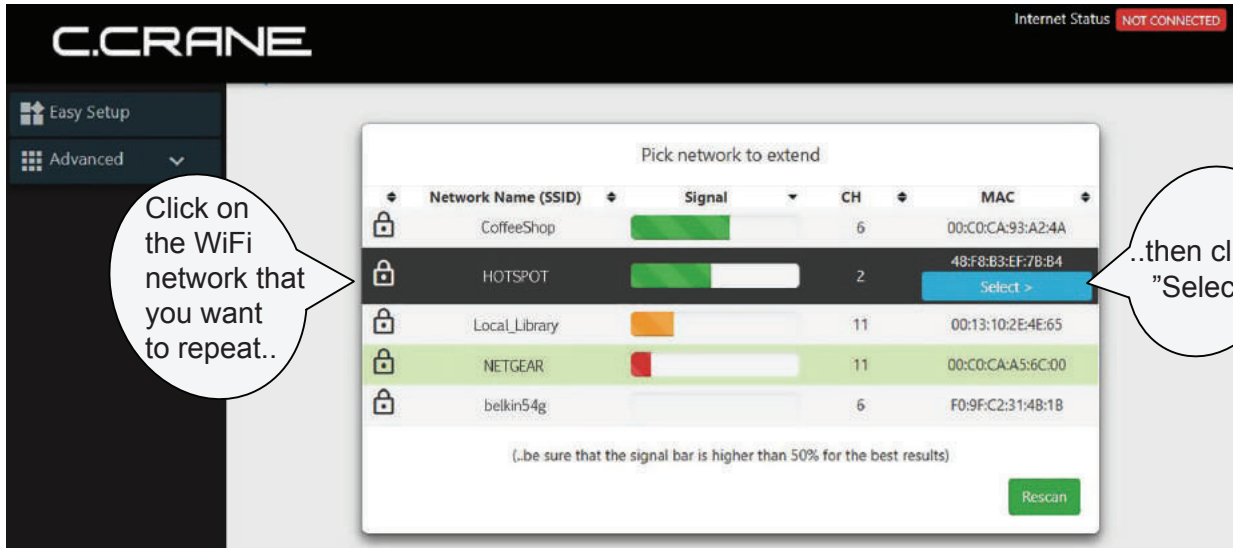 C.CRANE
Internet Status NOT CONNECTED
Easy Setup
Advanced
Click on
the WiFi
network that
you want
to repeat..
Pick network to extend
Network Name (SSID) Signal CH MAC
CoffeeShop 6 00:C0:CA:93:A2:4A
HOTSPOT 2 48:F8:B3:EF:7B:B4
Select >
Local_Library 11 00:13:10:2E:4E:65
NETGEAR 11 00:C0:CA:A5:6C:00
belkin54g 6 F0:9F:C2:31:4B:1B
(..be sure that the signal bar is higher than 50% for the best results)
Rescan
..then cl
”Selec